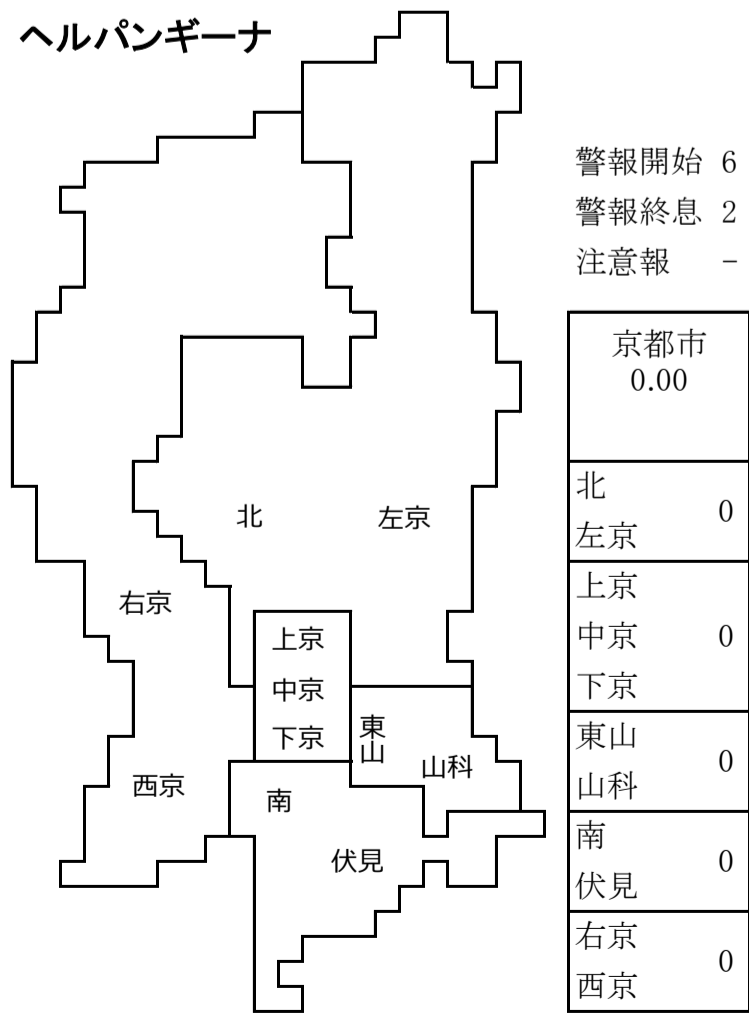 ヘルパンギーナ
警報開始 6
警報終息 2
注意報 -
京都市
0.00
北
左京
0
上京
中京
下京
0
東山
山科
0
南
伏見
0
右京
西京
0
北
左京
右京
上京
中京
下京
東山
山科
西京
南
伏見